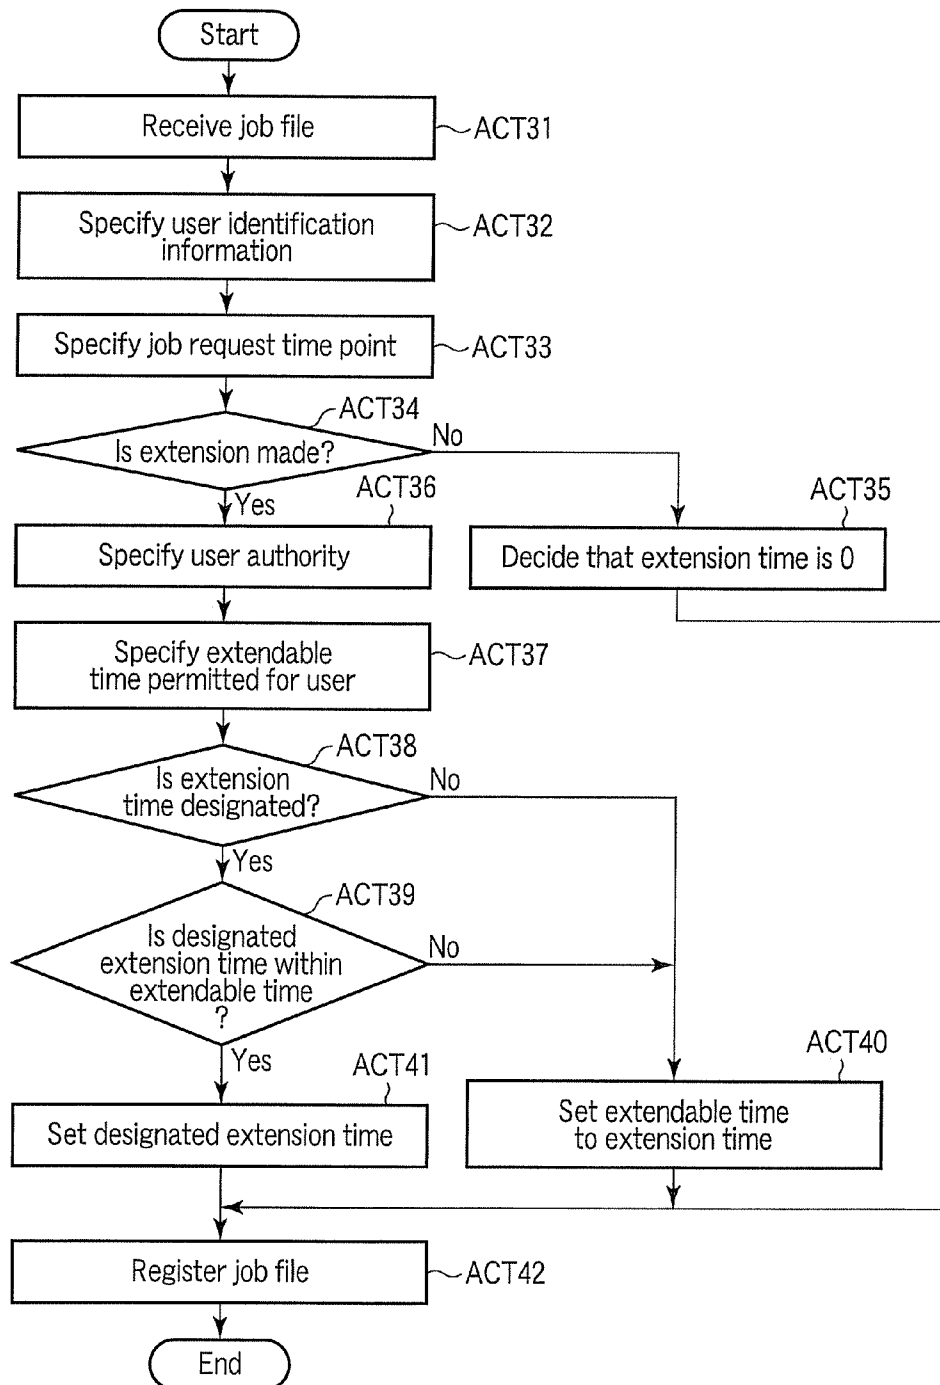 Start
Receive job file
ACT31
Specify user identification
information
ACT32
Specify job request time point
ACT33
ACT34
Is extension made?
No
Yes
ACT36
ACT35
Specify user authority
Decide that extension time is 0
Specify extendable
time permitted for user
ACT37
ACT38
Is extension
time designated?
No
Yes
ACT39
Is designated
extension time within
extendable time
?
No
Yes
ACT41
ACT40
Set designated extension time
Set extendable time
to extension time
Register job file
ACT42
End